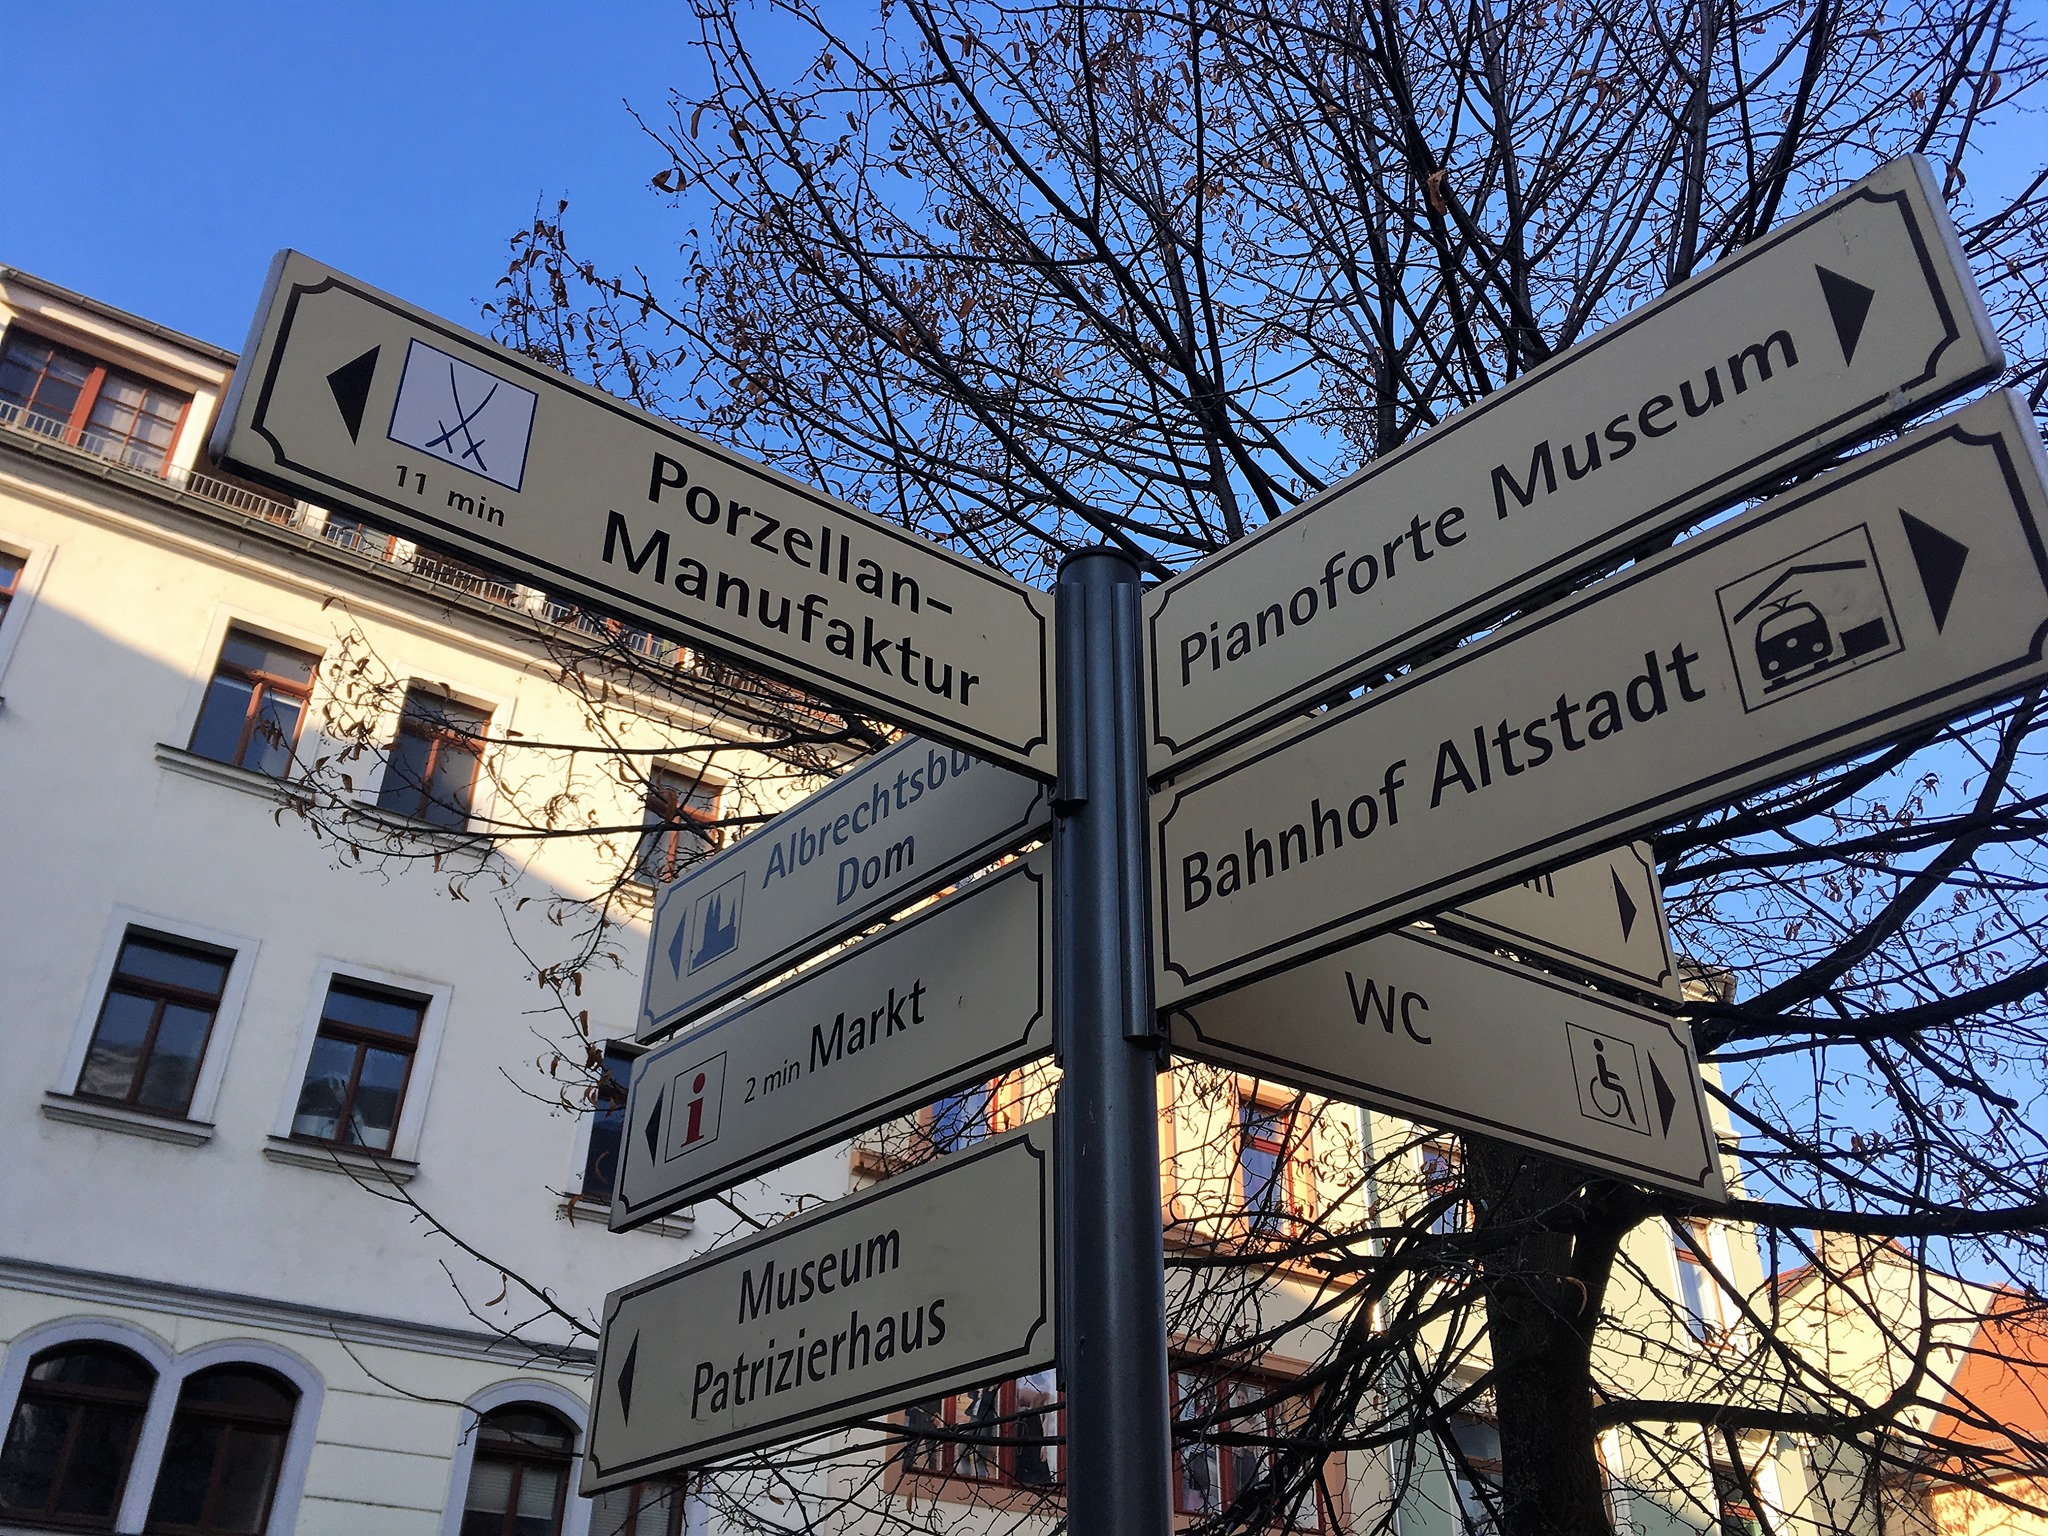 11 min
Porzellan-
Manufaktur
Pianoforte Museum
Bahnhof Altstadt
Dom
2 min Markt
WC
Museum
Patrizierhaus